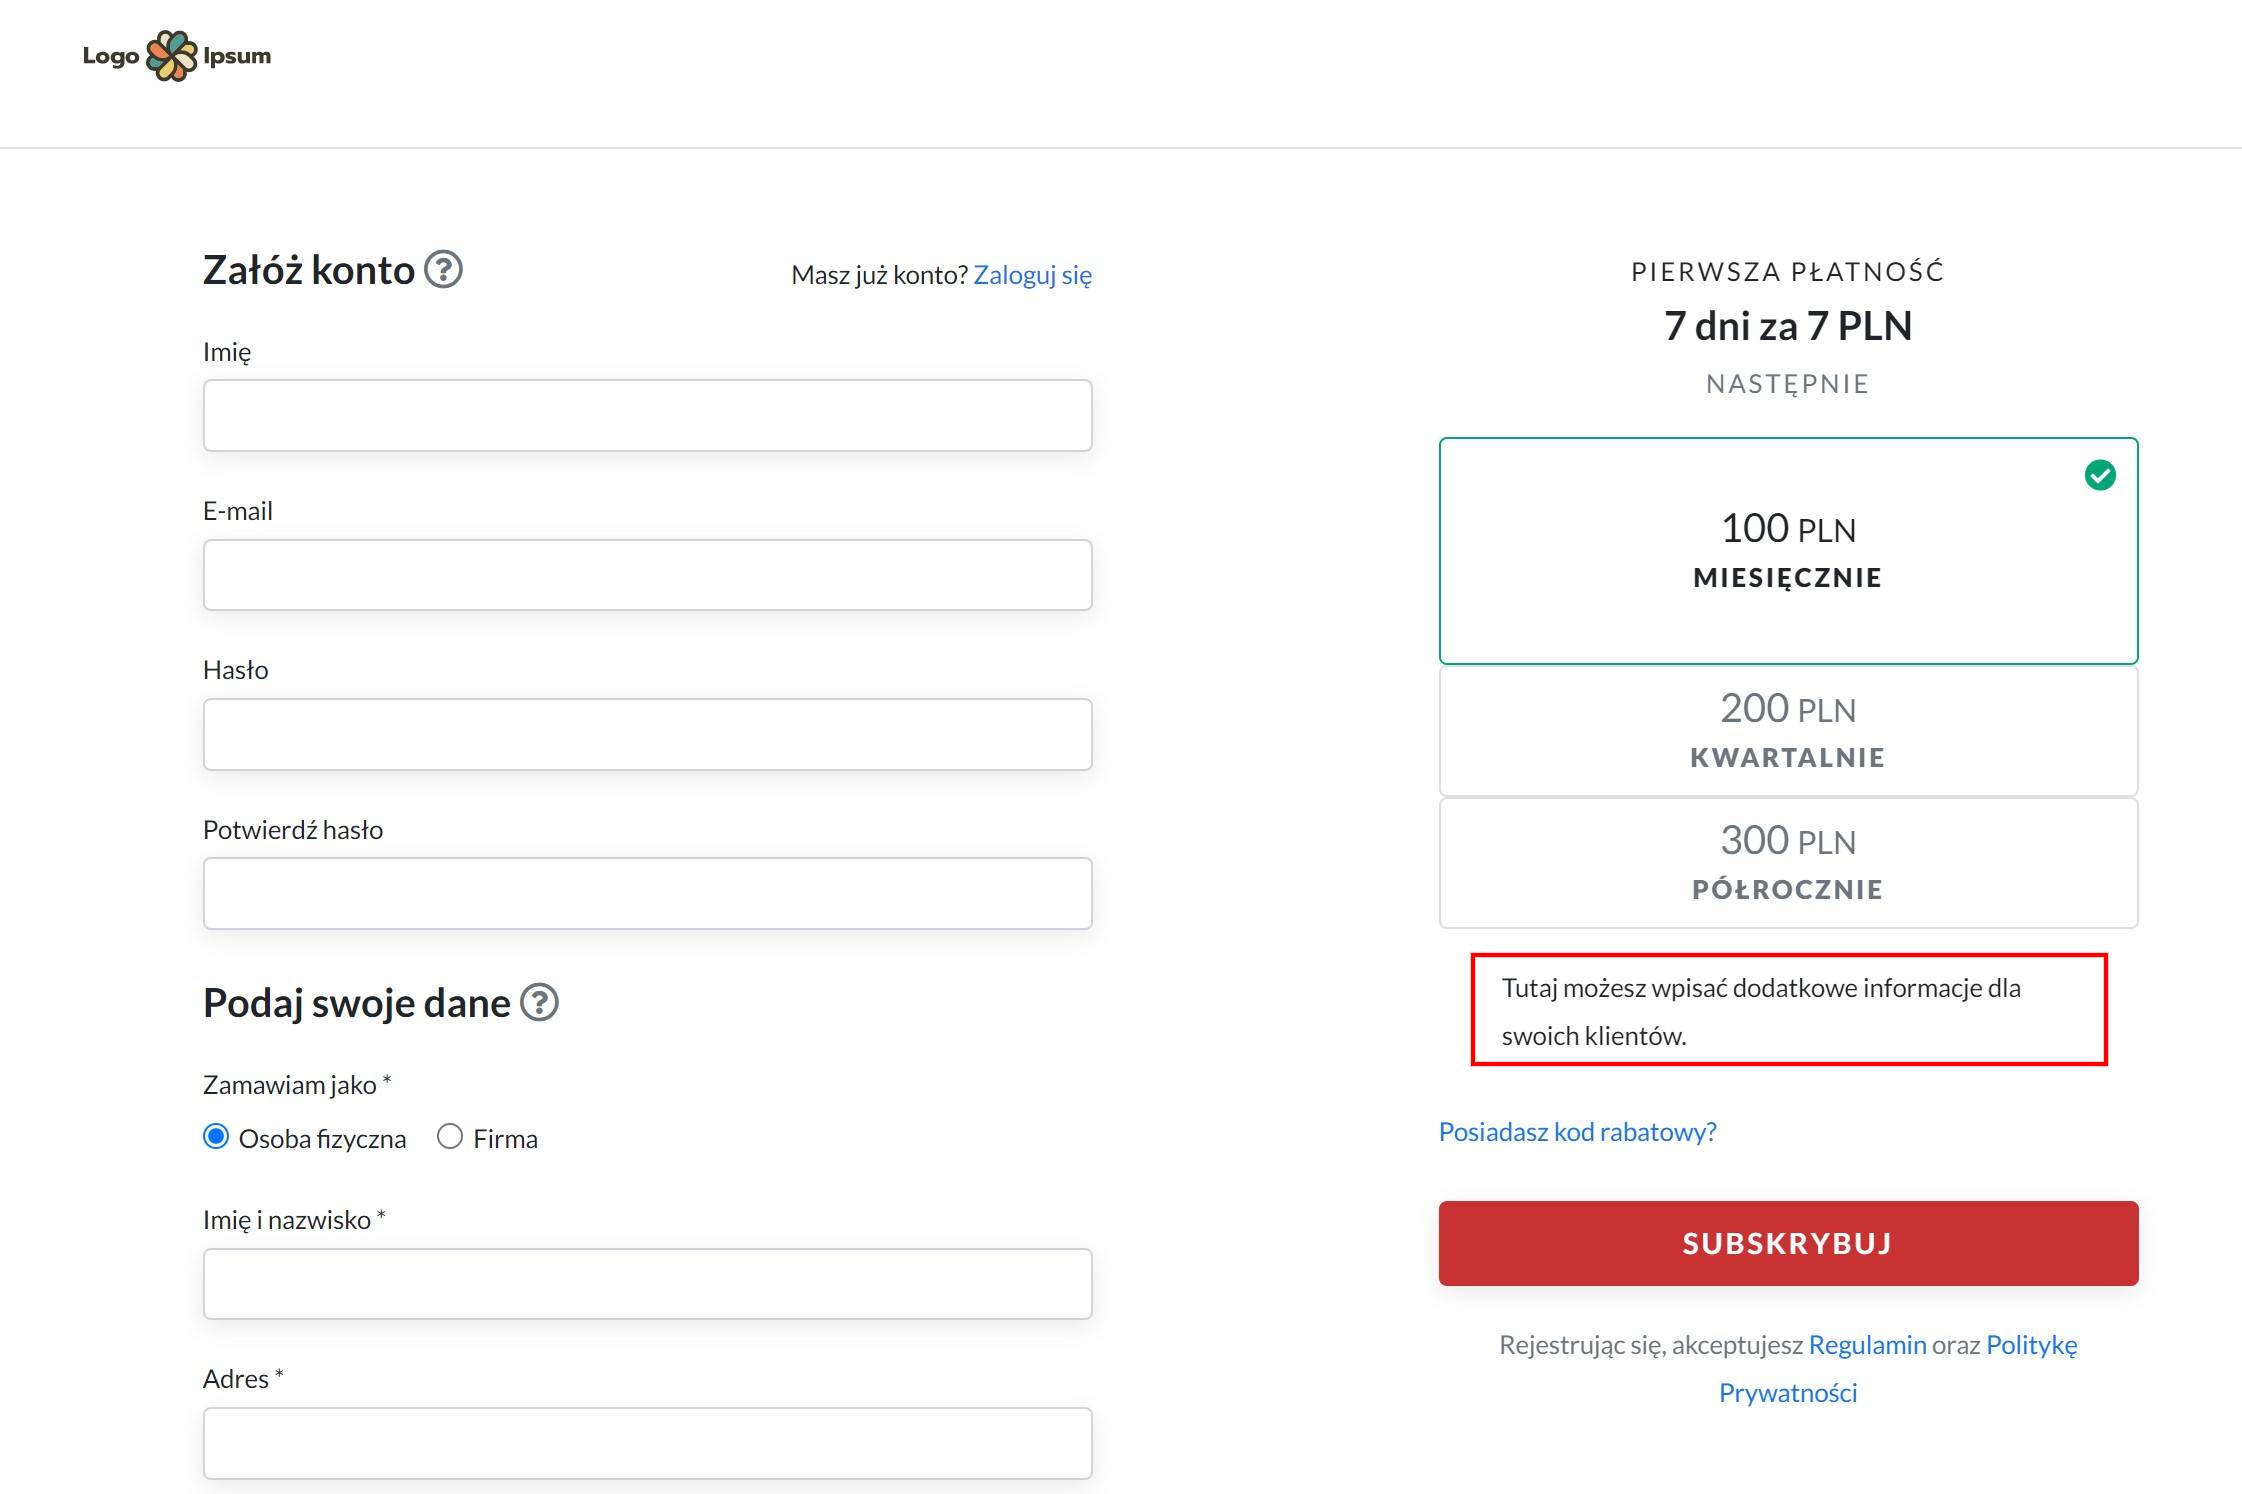 Logo Ipsum
Załóż konto
Masz już konto? Zaloguj się
Imię
E-mail
Hasło
Potwierdź hasło
Podaj swoje dane
Zamawiam jako *
Osoba fizyczna
Firma
Imię i nazwisko *
Adres *
PIERWSZA PŁATNOŚĆ
7 dni za 7 PLN
NASTĘPNIE
100 PLN
MIESIĘCZNIE
200 PLN
KWARTALNIE
300 PLN
PÓŁROCZNIE
Tutaj możesz wpisać dodatkowe informacje dla
swoich klientów.
Posiadasz kod rabatowy?
SUBSKRYBUJ
Rejestrując się, akceptujesz Regulamin oraz Politykę
Prywatności